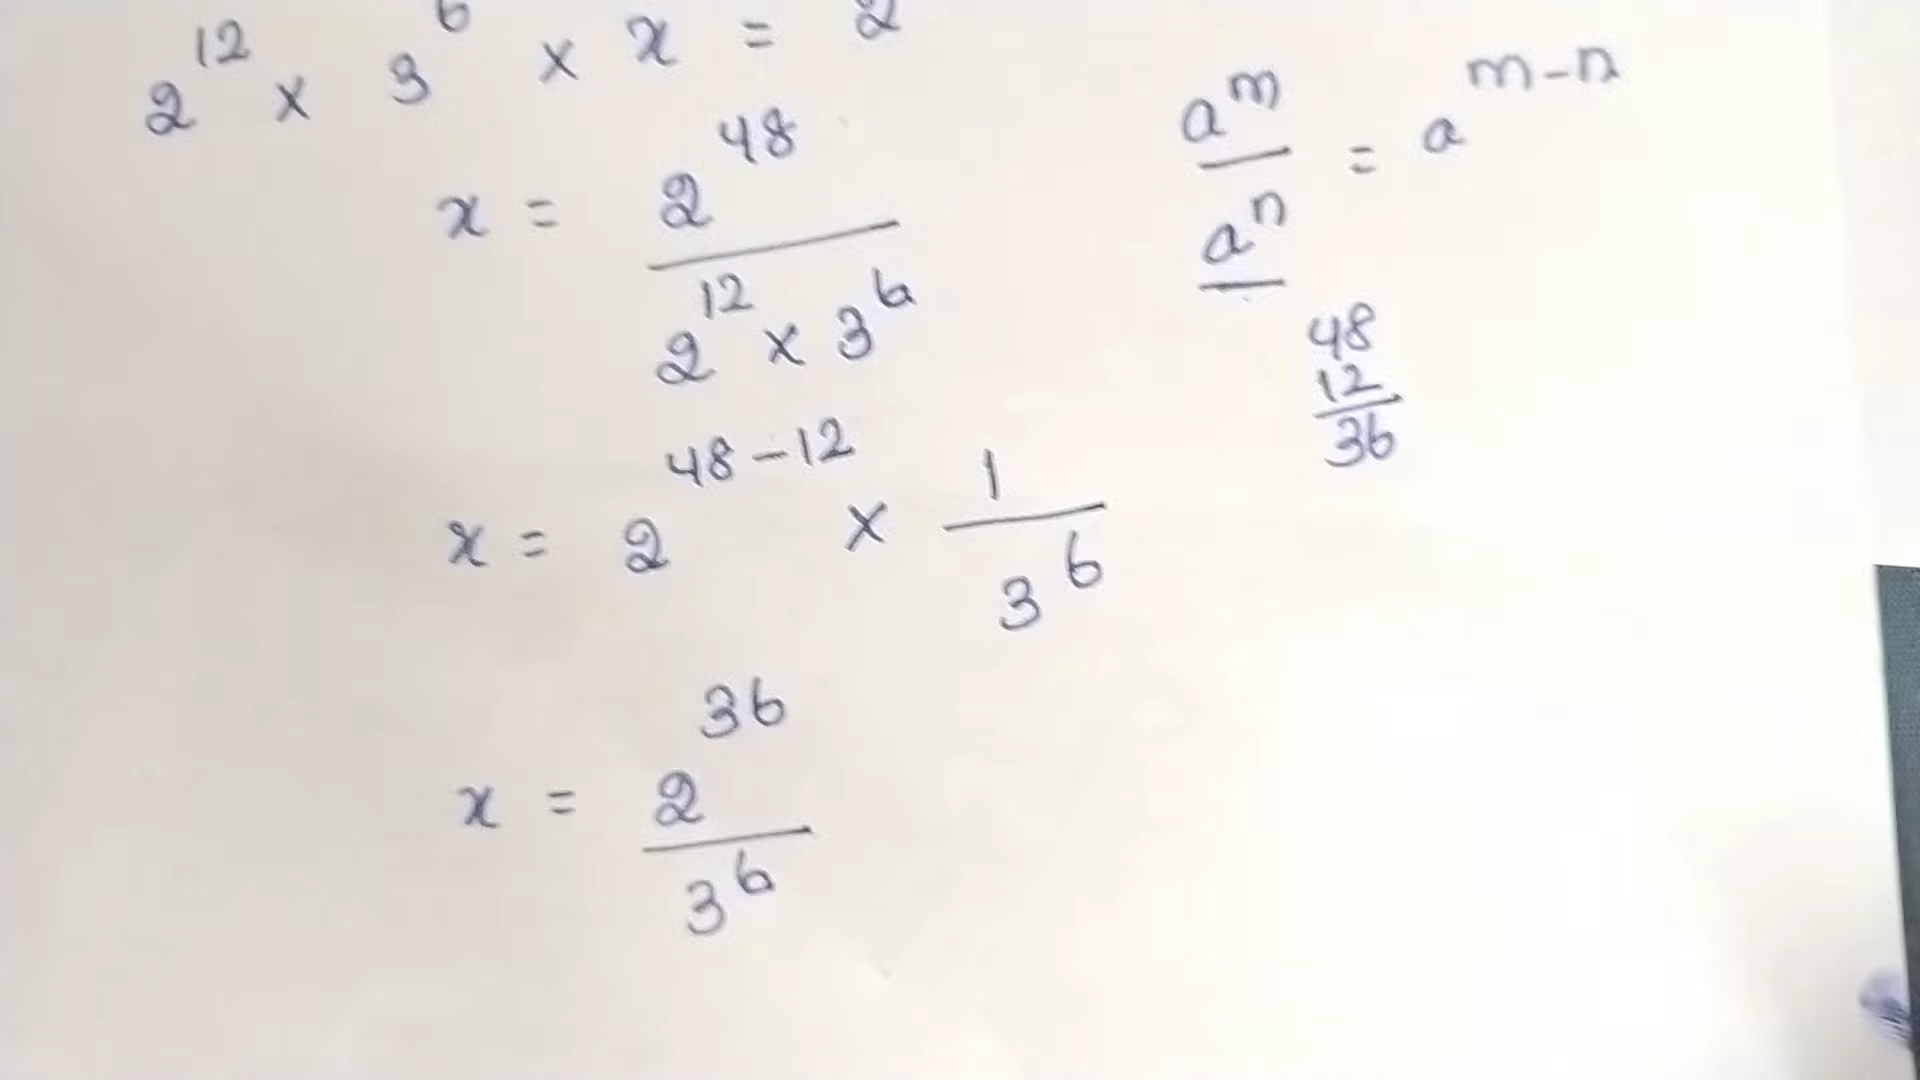 2^12 × 3^6 × x = 2
x = 2^48 / (2^12 × 3^6)
x = 2^(48-12) × 1/3^6
x = 2^36 / 3^6
a^m / a^n = a^(m-n)
48
12
36